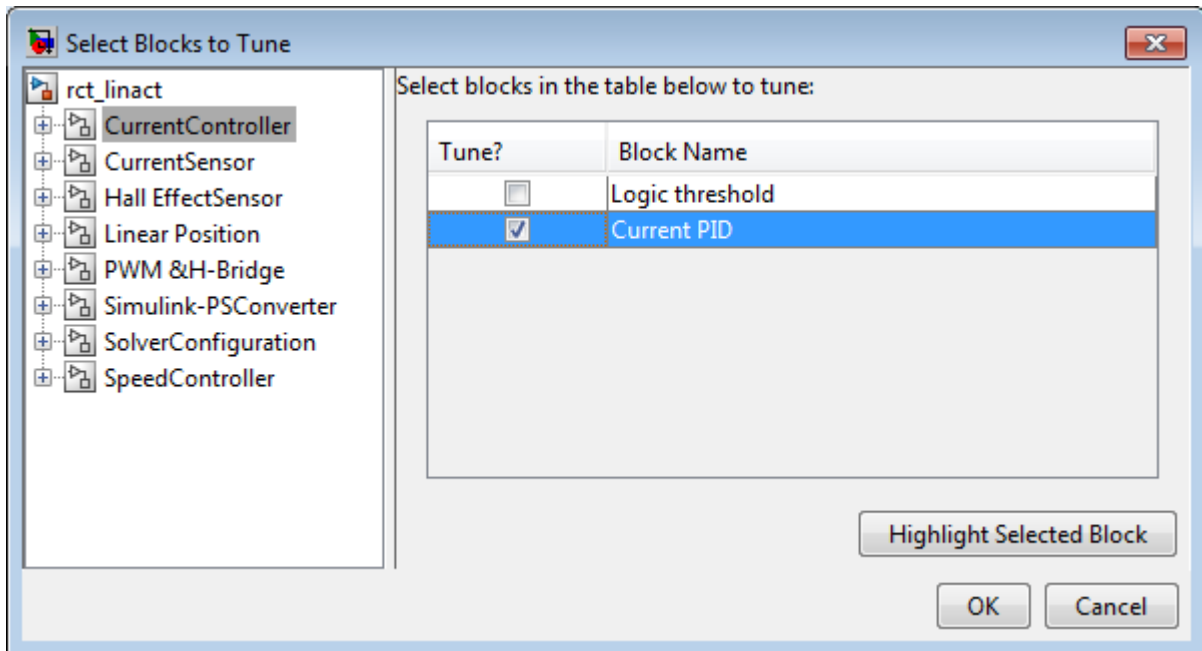 Select Blocks to Tune
rct_linact
CurrentController
CurrentSensor
Hall EffectSensor
Linear Position
PWM &H-Bridge
Simulink-PSConverter
SolverConfiguration
SpeedController
Select blocks in the table below to tune:
Tune? Block Name
Logic threshold
Current PID
Highlight Selected Block
OK Cancel